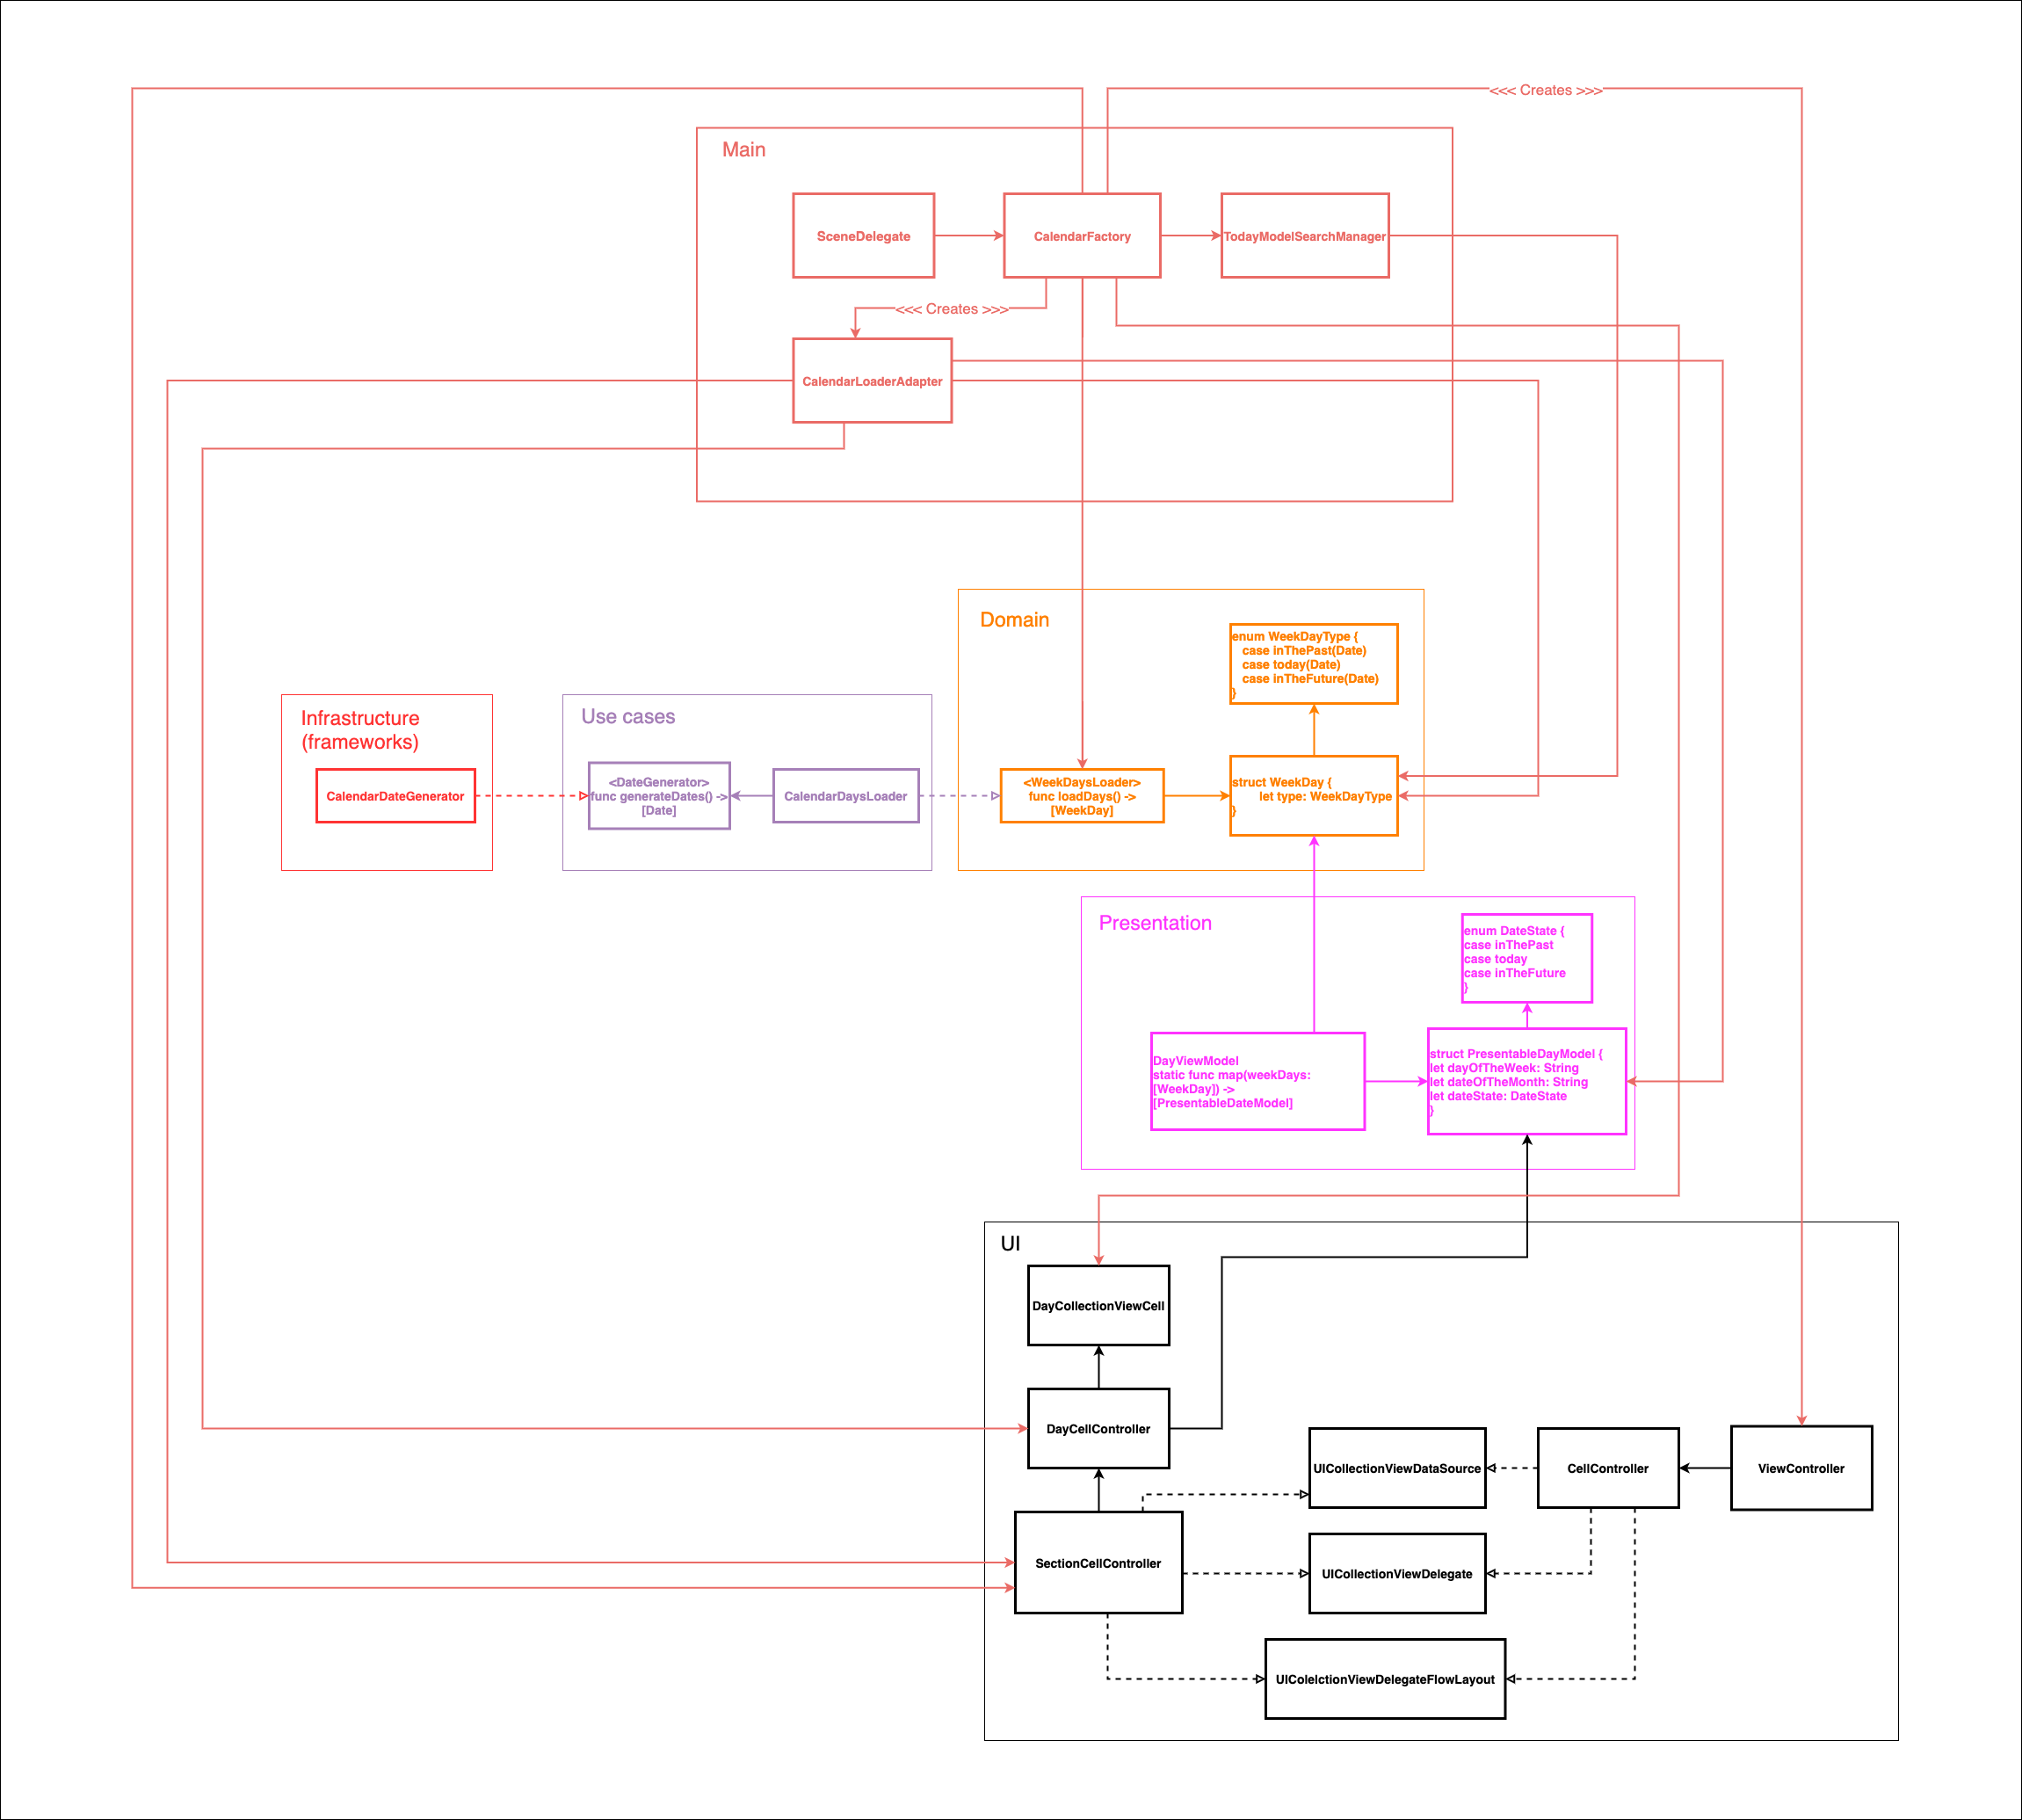 <<< Creates >>>
Main
SceneDelegate
CalendarFactory
TodayModelSearchManager
<<< Creates >>>
CalendarLoaderAdapter
Domain
enum WeekDayType {
case inThePast(Date)
case today(Date)
case inTheFuture(Date)
}
Infrastructure
(frameworks)
CalendarDateGenerator
Use cases
<DateGenerator>
func generateDates() ->
[Date]
CalendarDaysLoader
<WeekDaysLoader>
func loadDays() ->
[WeekDay]
struct WeekDay {
let type: WeekDayType
}
Presentation
enum DateState {
case inThePast
case today
case inTheFuture
}
DayViewModel
static func map(weekDays:
[WeekDay]) ->
[PresentableDateModel]
struct PresentableDayModel {
let dayOfTheWeek: String
let dateOfTheMonth: String
let dateState: DateState
}
UI
DayCollectionViewCell
DayCellController
UICollectionViewDataSource
CellController
ViewController
SectionCellController
UICollectionViewDelegate
UIColelctionViewDelegateFlowLayout